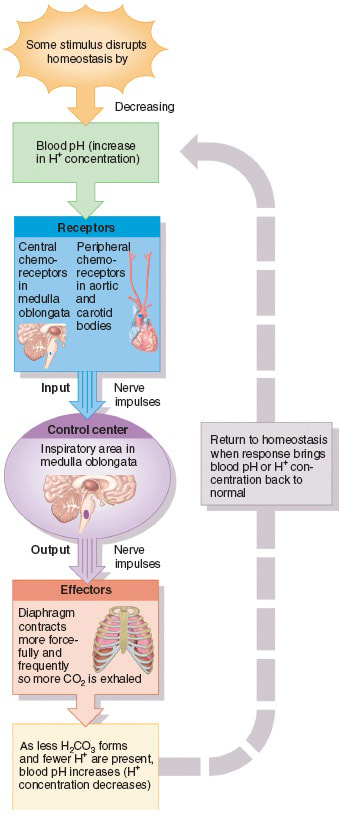 Some stimulus disrupts
homeostasis by
Decreasing
Blood pH (increase
in H⁺ concentration)
Receptors
Central
chemo-
receptors
in
medulla
oblongata
Peripheral
chemo-
receptors
in aortic
and
carotid
bodies
Input
Nerve
impulses
Control center
Inspiratory area in
medulla oblongata
Output
Nerve
impulses
Effectors
Diaphragm
contracts
more force-
fully and
frequently
so more CO₂ is exhaled
As less H₂CO₃ forms
and fewer H⁺ are present,
blood pH increases (H⁺
concentration decreases)
Return to homeostasis
when response brings
blood pH or H⁺ con-
centration back to
normal